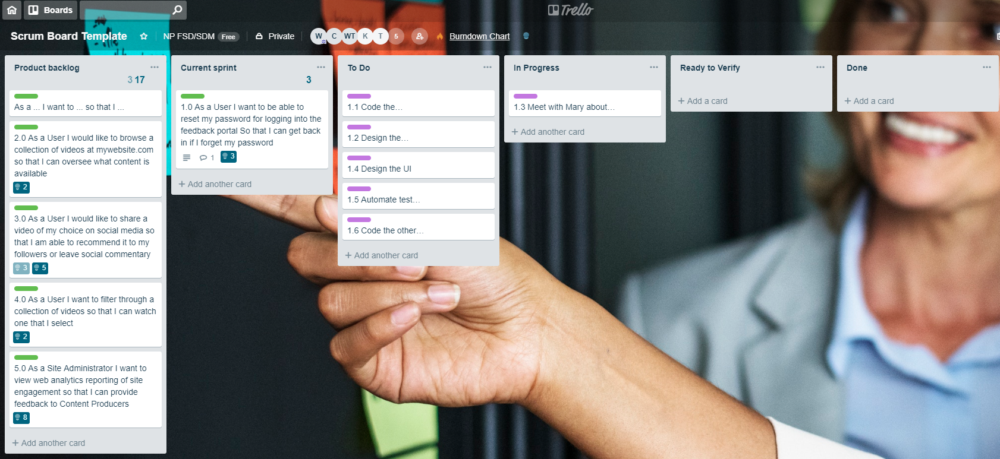 Boards
Trello
Scrum Board Template
NP FSD/SDM Free
Private
W C WT K T 5
Burndown Chart
Product backlog
3 17
As a ... I want to ... so that I ...
2.0 As a User I would like to browse a
collection of videos at mywebsite.com
so that I can oversee what content is
available
2
3.0 As a User I would like to share a
video of my choice on social media so
that I am able to recommend it to my
followers or leave social commentary
3 5
4.0 As a User I want to filter through a
collection of videos so that I can watch
one that I select
2
5.0 As a Site Administrator I want to
view web analytics reporting of site
engagement so that I can provide
feedback to Content Producers
8
+ Add another card
Current sprint
3
1.0 As a User I want to be able to
reset my password for logging into the
feedback portal So that I can get back
in if I forget my password
1 3
+ Add another card
To Do
1.1 Code the…
1.2 Design the…
1.4 Design the UI
1.5 Automate test…
1.6 Code the other…
+ Add another card
In Progress
1.3 Meet with Mary about…
+ Add another card
Ready to Verify
+ Add a card
Done
+ Add a card